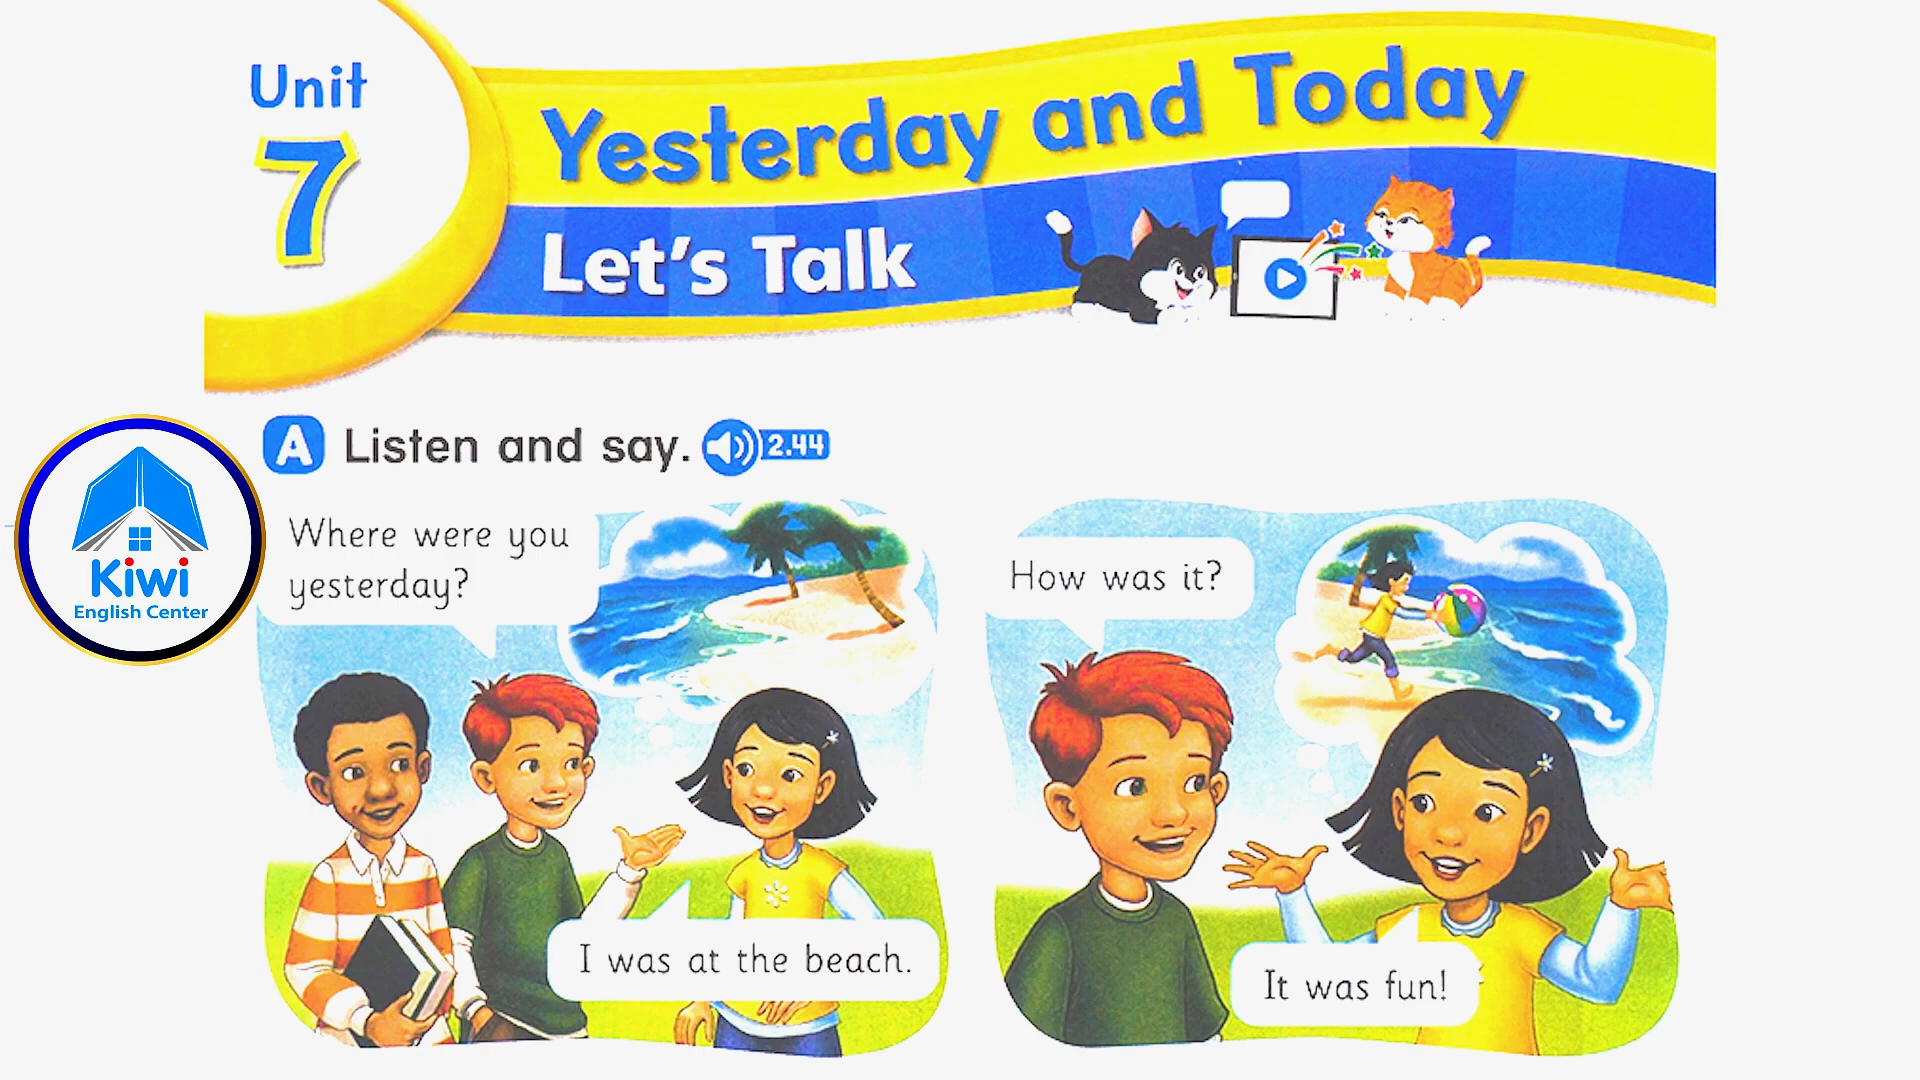 Unit
7
Yesterday and Today
Let's Talk
A Listen and say. 2.44
Kiwi
English Center
Where were you
yesterday?
I was at the beach.
How was it?
It was fun!